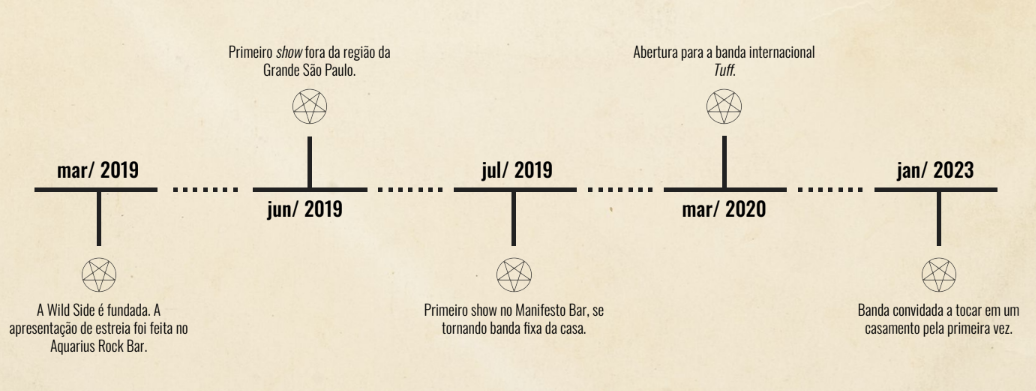 mar/ 2019
A Wild Side é fundada. A
apresentação de estreia foi feita no
Aquarius Rock Bar.
Primeiro show fora da região da
Grande São Paulo.
jun/ 2019
jul/ 2019
Primeiro show no Manifesto Bar, se
tornando banda fixa da casa.
Abertura para a banda internacional
Tuff.
mar/ 2020
jan/ 2023
Banda convidada a tocar em um
casamento pela primeira vez.